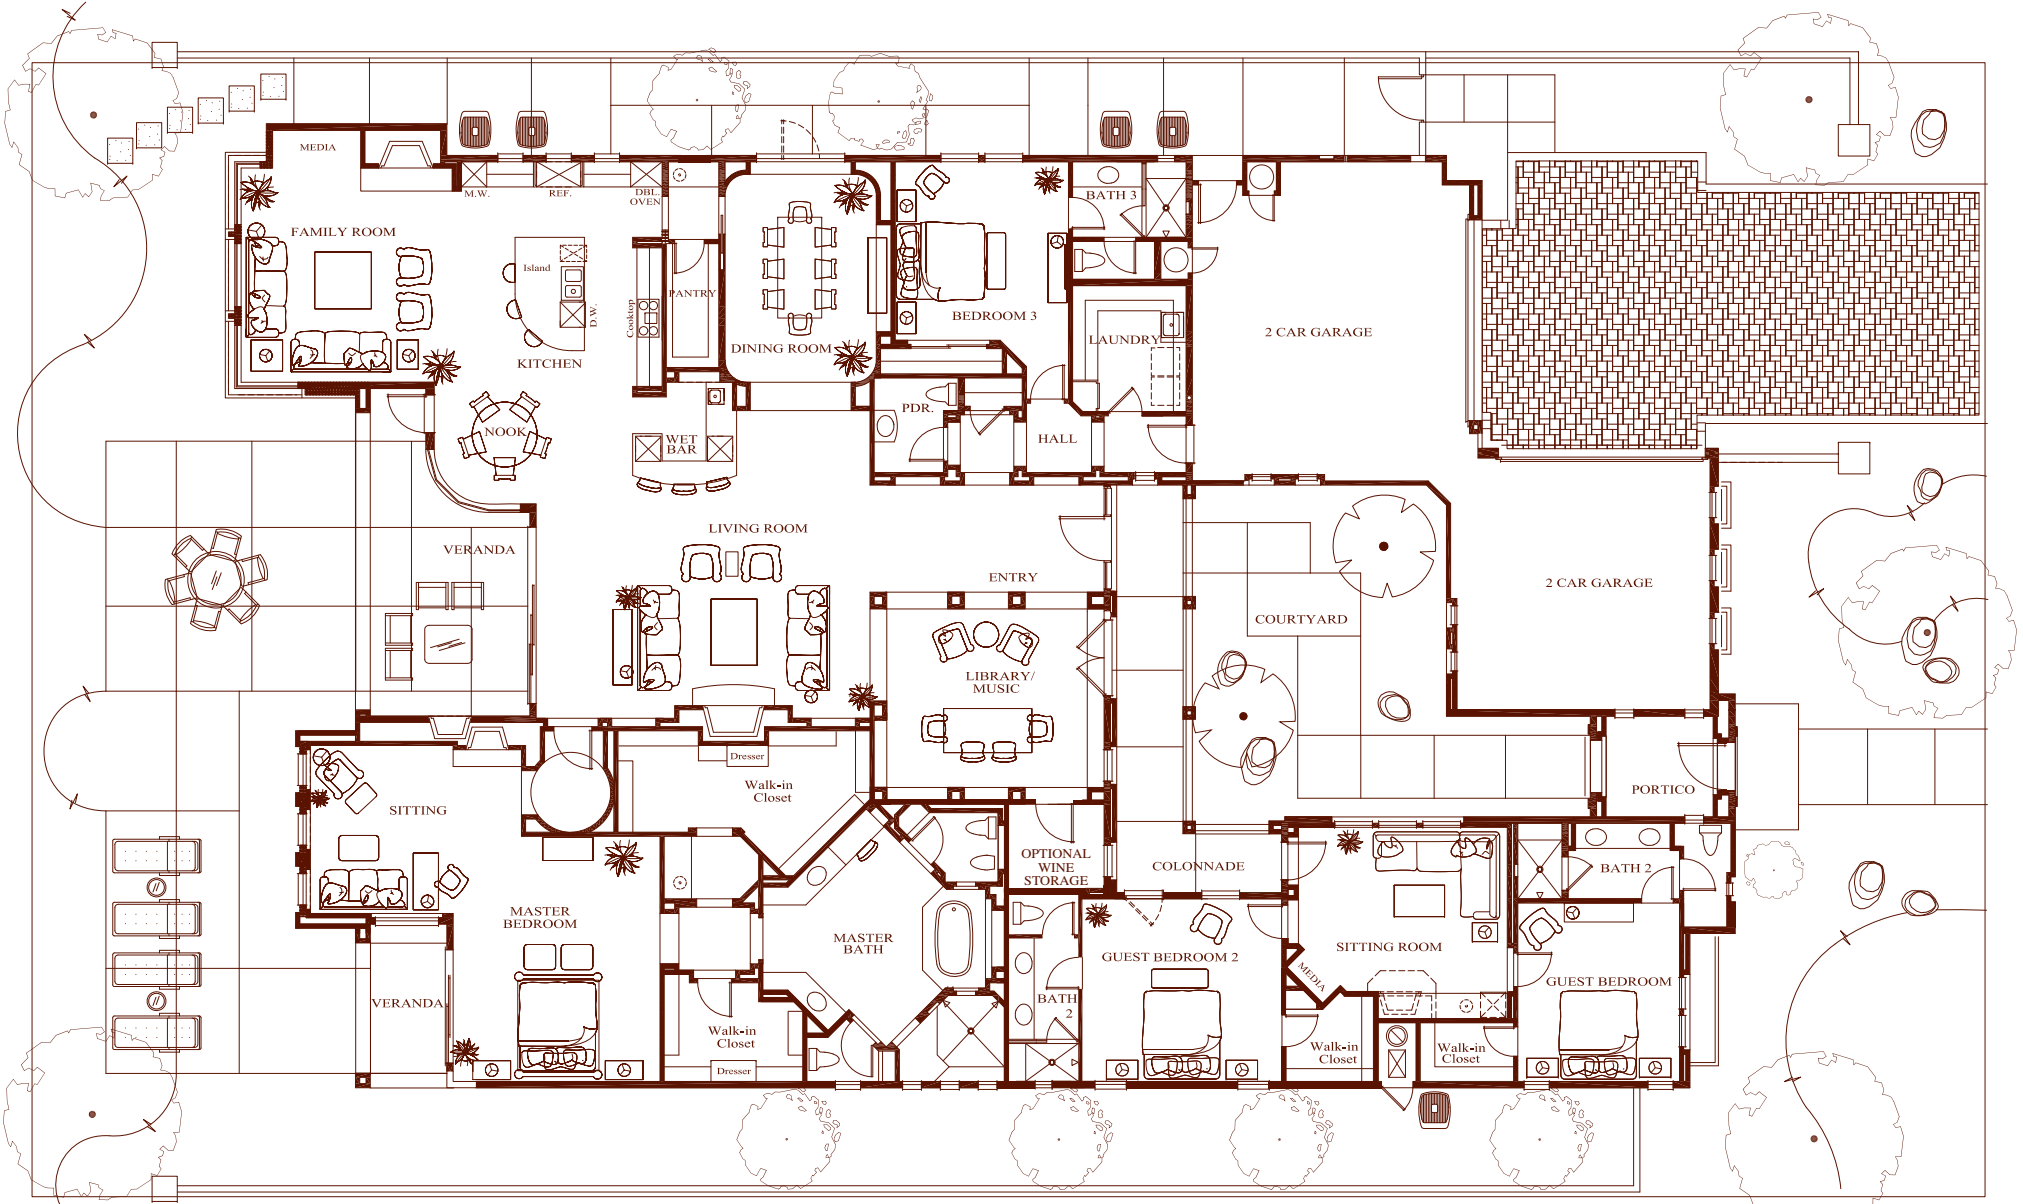 MEDIA
M.W.
REF.
DBL.
OVEN
BATH 3
FAMILY ROOM
Island
PANTRY
Cooktop
D.W.
BEDROOM 3
2 CAR GARAGE
LAUNDRY
DINING ROOM
KITCHEN
PDR.
NOOK
WET
BAR
HALL
LIVING ROOM
VERANDA
ENTRY
2 CAR GARAGE
COURTYARD
LIBRARY/
MUSIC
Dresser
Walk-in
Closet
PORTICO
SITTING
OPTIONAL
WINE
STORAGE
COLONNADE
BATH 2
MASTER
BEDROOM
MASTER
BATH
SITTING ROOM
GUEST BEDROOM 2
MEDIA
GUEST BEDROOM
VERANDA
BATH
2
Walk-in
Closet
Walk-in
Closet
Walk-in
Closet
Dresser